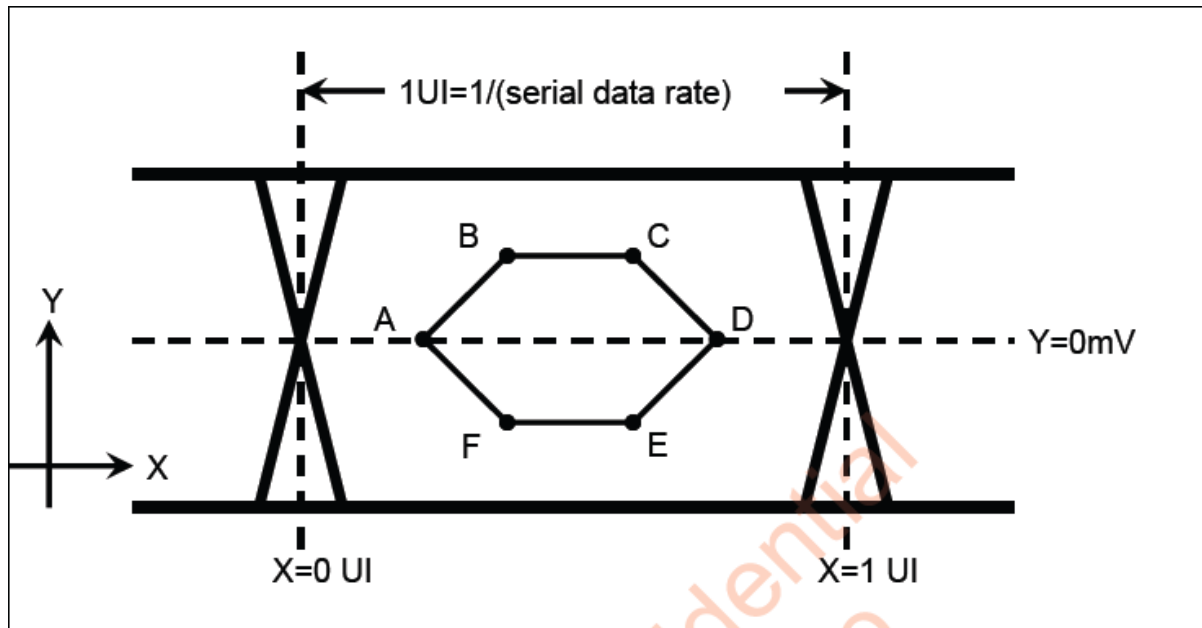 1UI=1/(serial data rate)
B
C
Y
A
D
Y=0mV
F
E
X
X=0 UI
X=1 UI